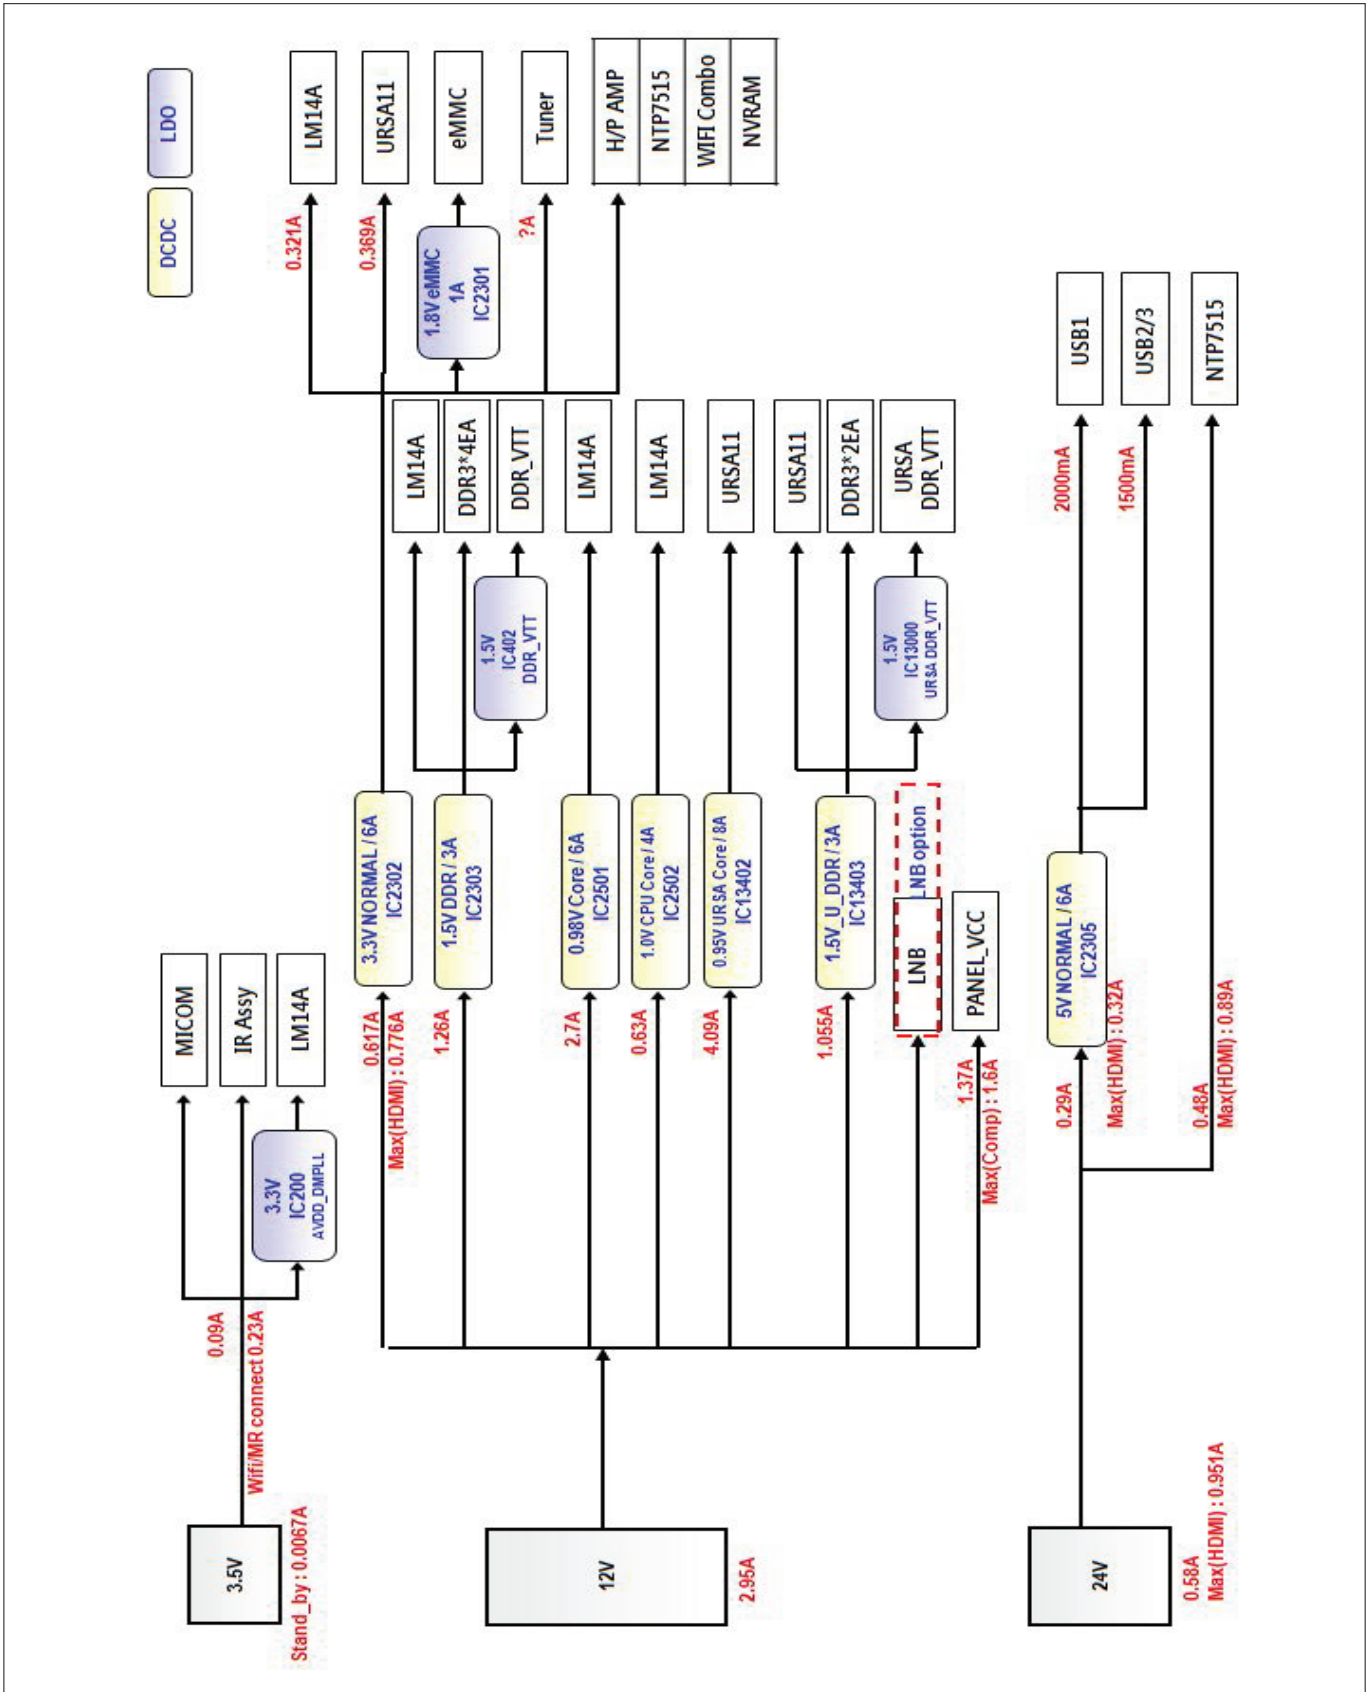 DCDC
LDO
3.5V
Stand_by : 0.0067A
Wifi/MR connect 0.23A
0.09A
MICOM
IR Assy
3.3V
IC200
AVDD_DMPLL
LM14A
12V
2.95A
0.617A
Max(HDMI) : 0.776A
3.3V NORMAL / 6A
IC2302
0.321A
LM14A
0.369A
URSA11
1.8V eMMC
1A
IC2301
eMMC
?A
Tuner
H/P AMP
NTP7515
WIFI Combo
NVRAM
1.26A
1.5V DDR / 3A
IC2303
LM14A
DDR3*4EA
1.5V
IC402
DDR_VTT
DDR_VTT
2.7A
0.98V Core / 6A
IC2501
LM14A
0.63A
1.0V CPU Core / 4A
IC2502
LM14A
4.09A
0.95V URSA Core / 8A
IC13402
URSA11
1.055A
1.5V_U_DDR / 3A
IC13403
URSA11
DDR3*2EA
1.5V
IC13000
URSA DDR_VTT
URSA
DDR_VTT
LNB
LNB option
1.37A
Max(Comp) : 1.6A
PANEL_VCC
24V
0.58A
Max(HDMI) : 0.951A
0.29A
Max(HDMI) : 0.32A
5V NORMAL / 6A
IC2305
2000mA
USB1
1500mA
USB2/3
0.48A
Max(HDMI) : 0.89A
NTP7515